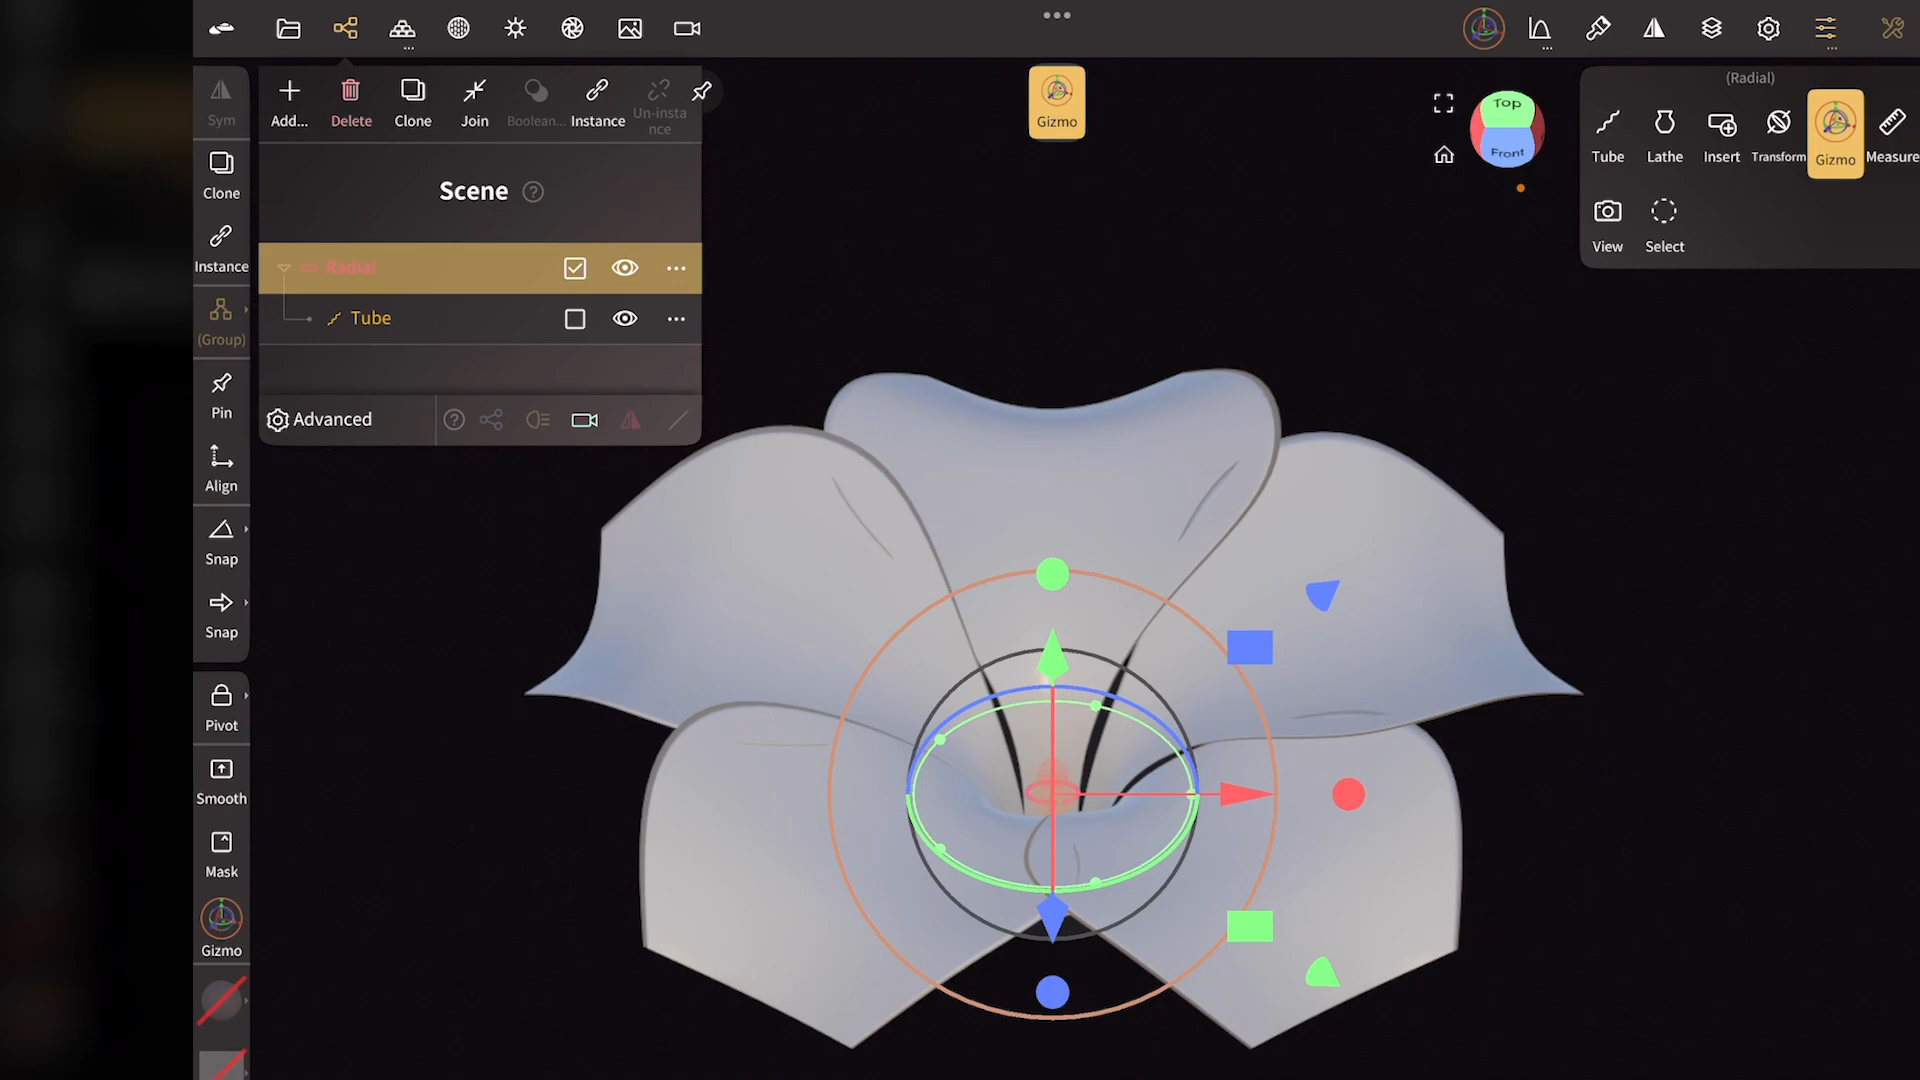 Add...
Delete
Clone
Join
Boolean...
Instance
Un-insta
nce
Scene
Radial
Tube
Advanced
Sym
Clone
Instance
(Group)
Pin
Align
Snap
Snap
Pivot
Smooth
Mask
Gizmo
Gizmo
Top
Front
(Radial)
Tube
Lathe
Insert
Transform
Gizmo
Measure
View
Select